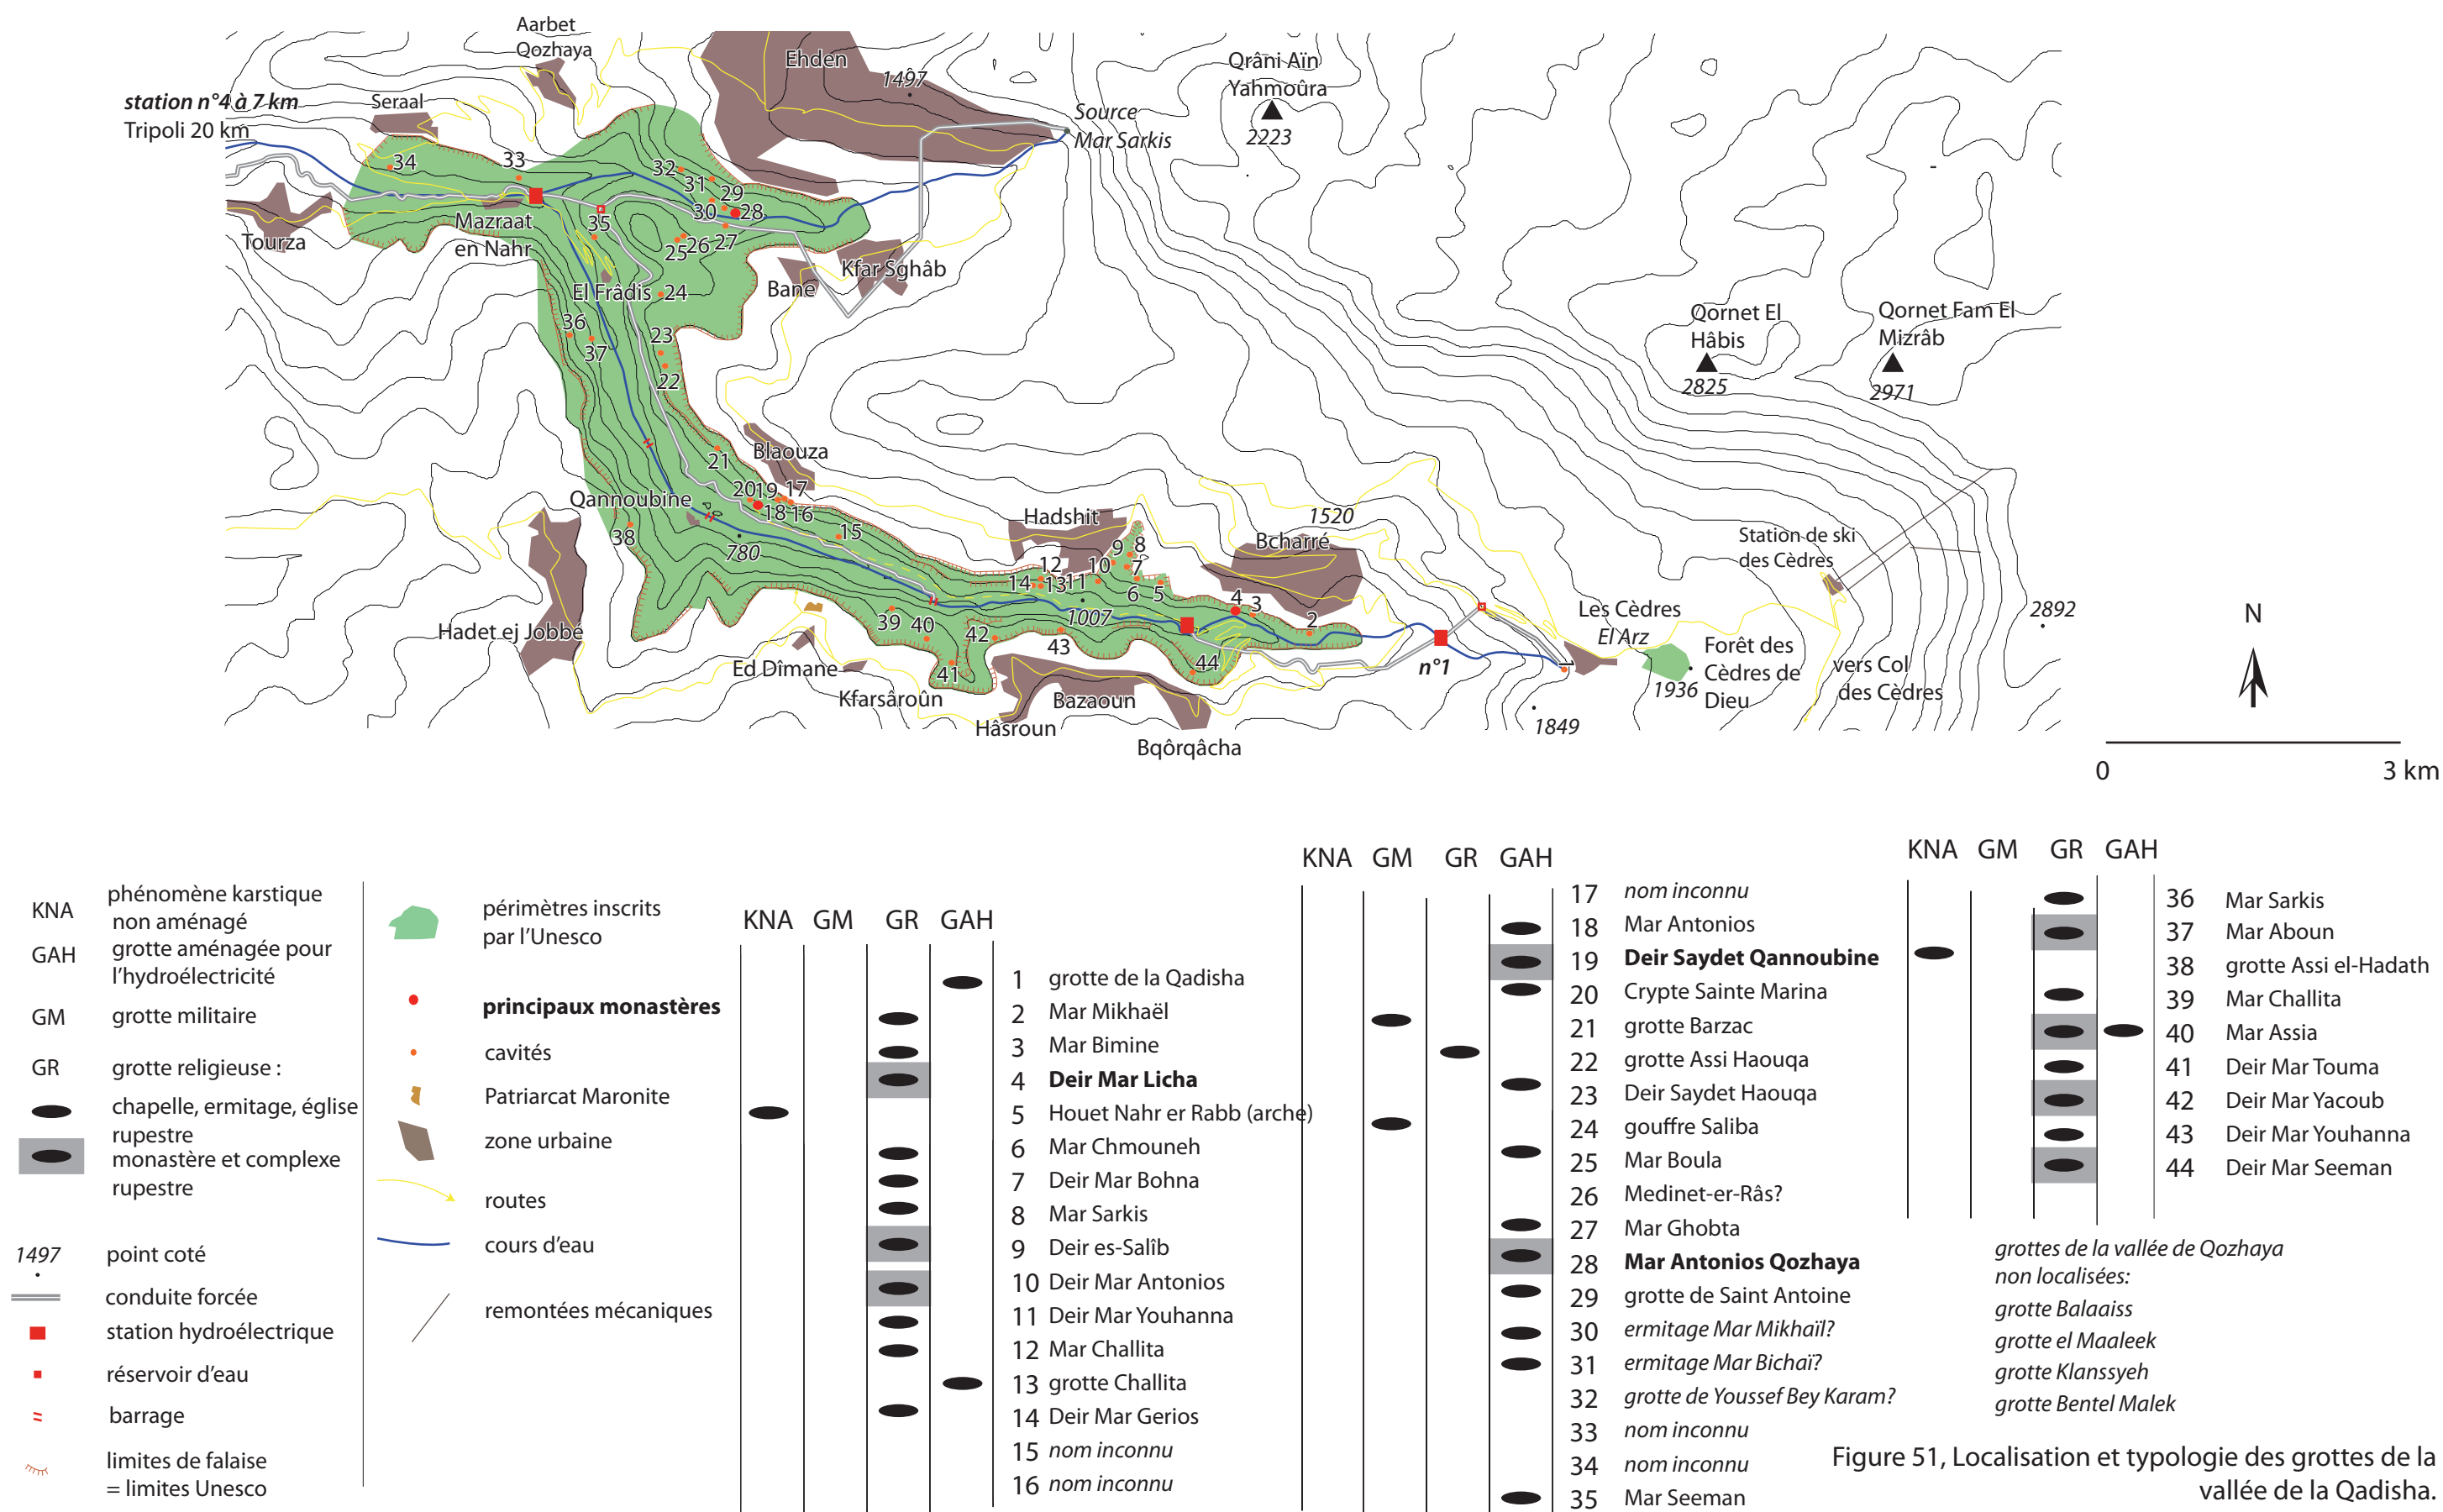 Aarbet
Qozhaya
Ehden
1497
Qrâni Aïn
Yahmoûra
2223
station n°4 à 7 km
Tripoli 20 km
Seraal
Source
Mar Sarkis
34
33
32
31
29
30
28
35
25
26
27
Tourza
Mazraat
en Nahr
Kfar Sghâb
Bane
El Frâdis
24
36
37
23
22
Qornet El
Hâbis
2825
Qornet Fam El
Mizrâb
2971
21
Blaouza
Qannoubine
20
19
17
18
16
15
38
780
Hadshit
1520
Bcharré
Station de ski
des Cèdres
9
8
12
10
7
14
13
11
6
5
4
3
2
1
1007
39
40
42
43
41
44
n°1
Les Cèdres
El Arz
Forêt des
Cèdres de
Dieu
1936
vers Col
des Cèdres
2892
1849
Hadet ej Jobbé
Ed Dîmane
Kfarsâroûn
Hâsroun
Bazaoun
Bqôrqâcha
N
0
3 km
KNA phénomène karstique
non aménagé
GAH grotte aménagée pour
l'hydroélectricité
GM grotte militaire
GR grotte religieuse :
chapelle, ermitage, église
rupestre
monastère et complexe
rupestre
1497 point coté
conduite forcée
station hydroélectrique
réservoir d'eau
barrage
limites de falaise
= limites Unesco
périmètres inscrits
par l'Unesco
principaux monastères
cavités
Patriarcat Maronite
zone urbaine
routes
cours d'eau
remontées mécaniques
KNA GM GR GAH
1 grotte de la Qadisha
2 Mar Mikhaël
3 Mar Bimine
4 Deir Mar Licha
5 Houet Nahr er Rabb (arche)
6 Mar Chmouneh
7 Deir Mar Bohna
8 Mar Sarkis
9 Deir es-Salîb
10 Deir Mar Antonios
11 Deir Mar Youhanna
12 Mar Challita
13 grotte Challita
14 Deir Mar Gerios
15 nom inconnu
16 nom inconnu
KNA GM GR GAH
17 nom inconnu
18 Mar Antonios
19 Deir Saydet Qannoubine
20 Crypte Sainte Marina
21 grotte Barzac
22 grotte Assi Haouqa
23 Deir Saydet Haouqa
24 gouffre Saliba
25 Mar Boula
26 Medinet-er-Râs?
27 Mar Ghobta
28 Mar Antonios Qozhaya
29 grotte de Saint Antoine
30 ermitage Mar Mikhaïl?
31 ermitage Mar Bichaï?
32 grotte de Youssef Bey Karam?
33 nom inconnu
34 nom inconnu
35 Mar Seeman
KNA GM GR GAH
36 Mar Sarkis
37 Mar Aboun
38 grotte Assi el-Hadath
39 Mar Challita
40 Mar Assia
41 Deir Mar Touma
42 Deir Mar Yacoub
43 Deir Mar Youhanna
44 Deir Mar Seeman
grottes de la vallée de Qozhaya
non localisées:
grotte Balaaiss
grotte el Maaleek
grotte Klanssyeh
grotte Bentel Malek
Figure 51, Localisation et typologie des grottes de la
vallée de la Qadisha.